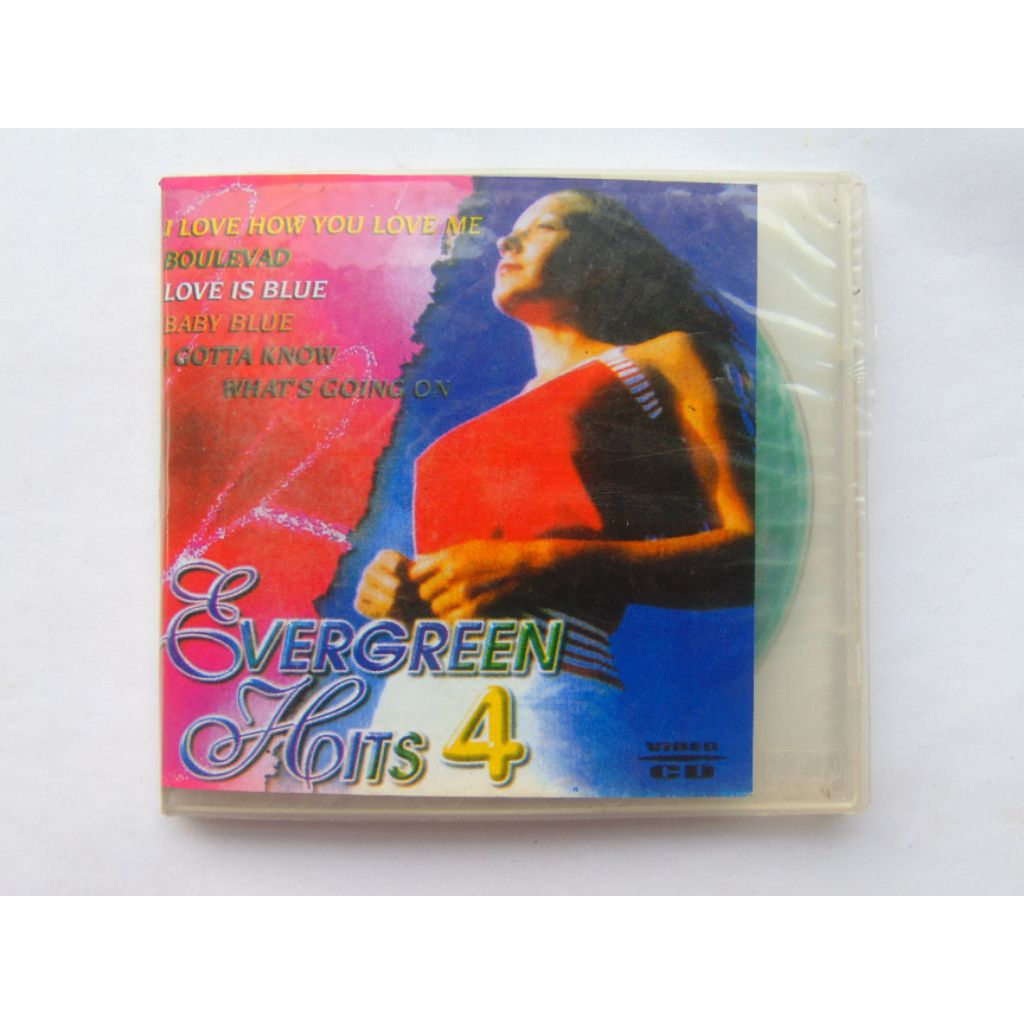 I LOVE HOW YOU LOVE ME
BOULEVAD
LOVE IS BLUE
BABY BLUE
I GOTTA KNOW
WHAT'S GOING ON
EVERGREEN
HITS 4
VIDEO
CD